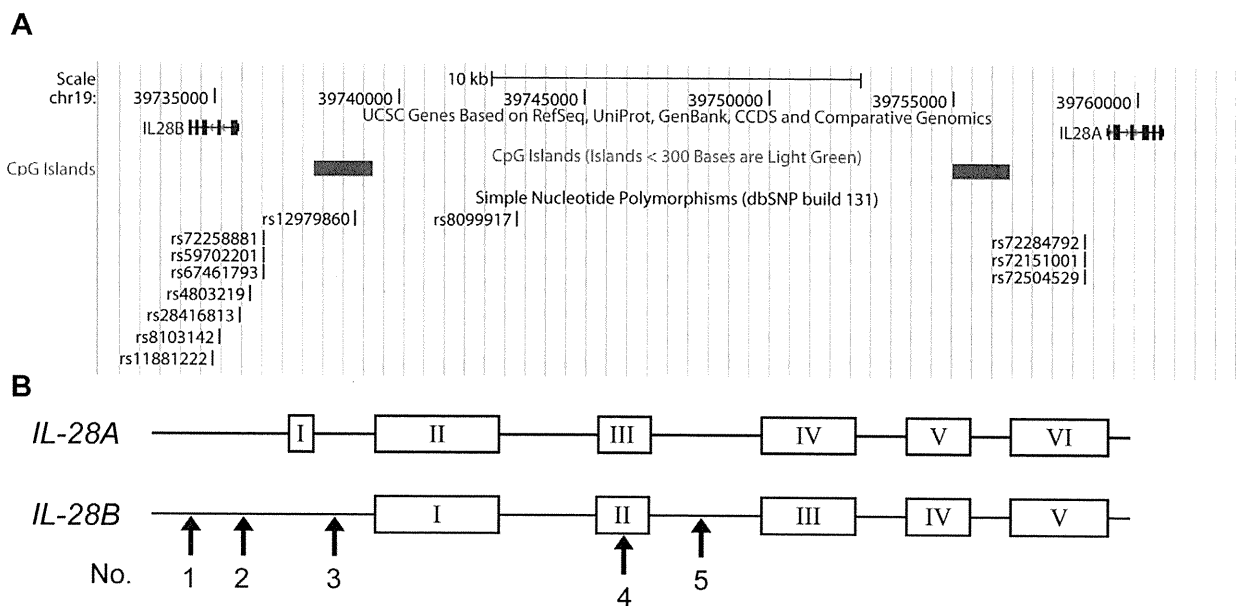 A
Scale
10 kb
chr19:
39735000 39740000 39745000 39750000 39755000 39760000
UCSC Genes Based on RefSeq, UniProt, GenBank, CCDS and Comparative Genomics
IL28B
IL28A
CpG Islands (Islands < 300 Bases are Light Green)
CpG Islands
Simple Nucleotide Polymorphisms (dbSNP build 131)
rs12979860 rs8099917
rs72258881 rs72284792
rs59702201 rs72151001
rs67461793 rs72504529
rs4803219
rs28416813
rs8103142
rs11881222
B
IL-28A I II III IV V VI
IL-28B I II III IV V
No. 1 2 3 4 5